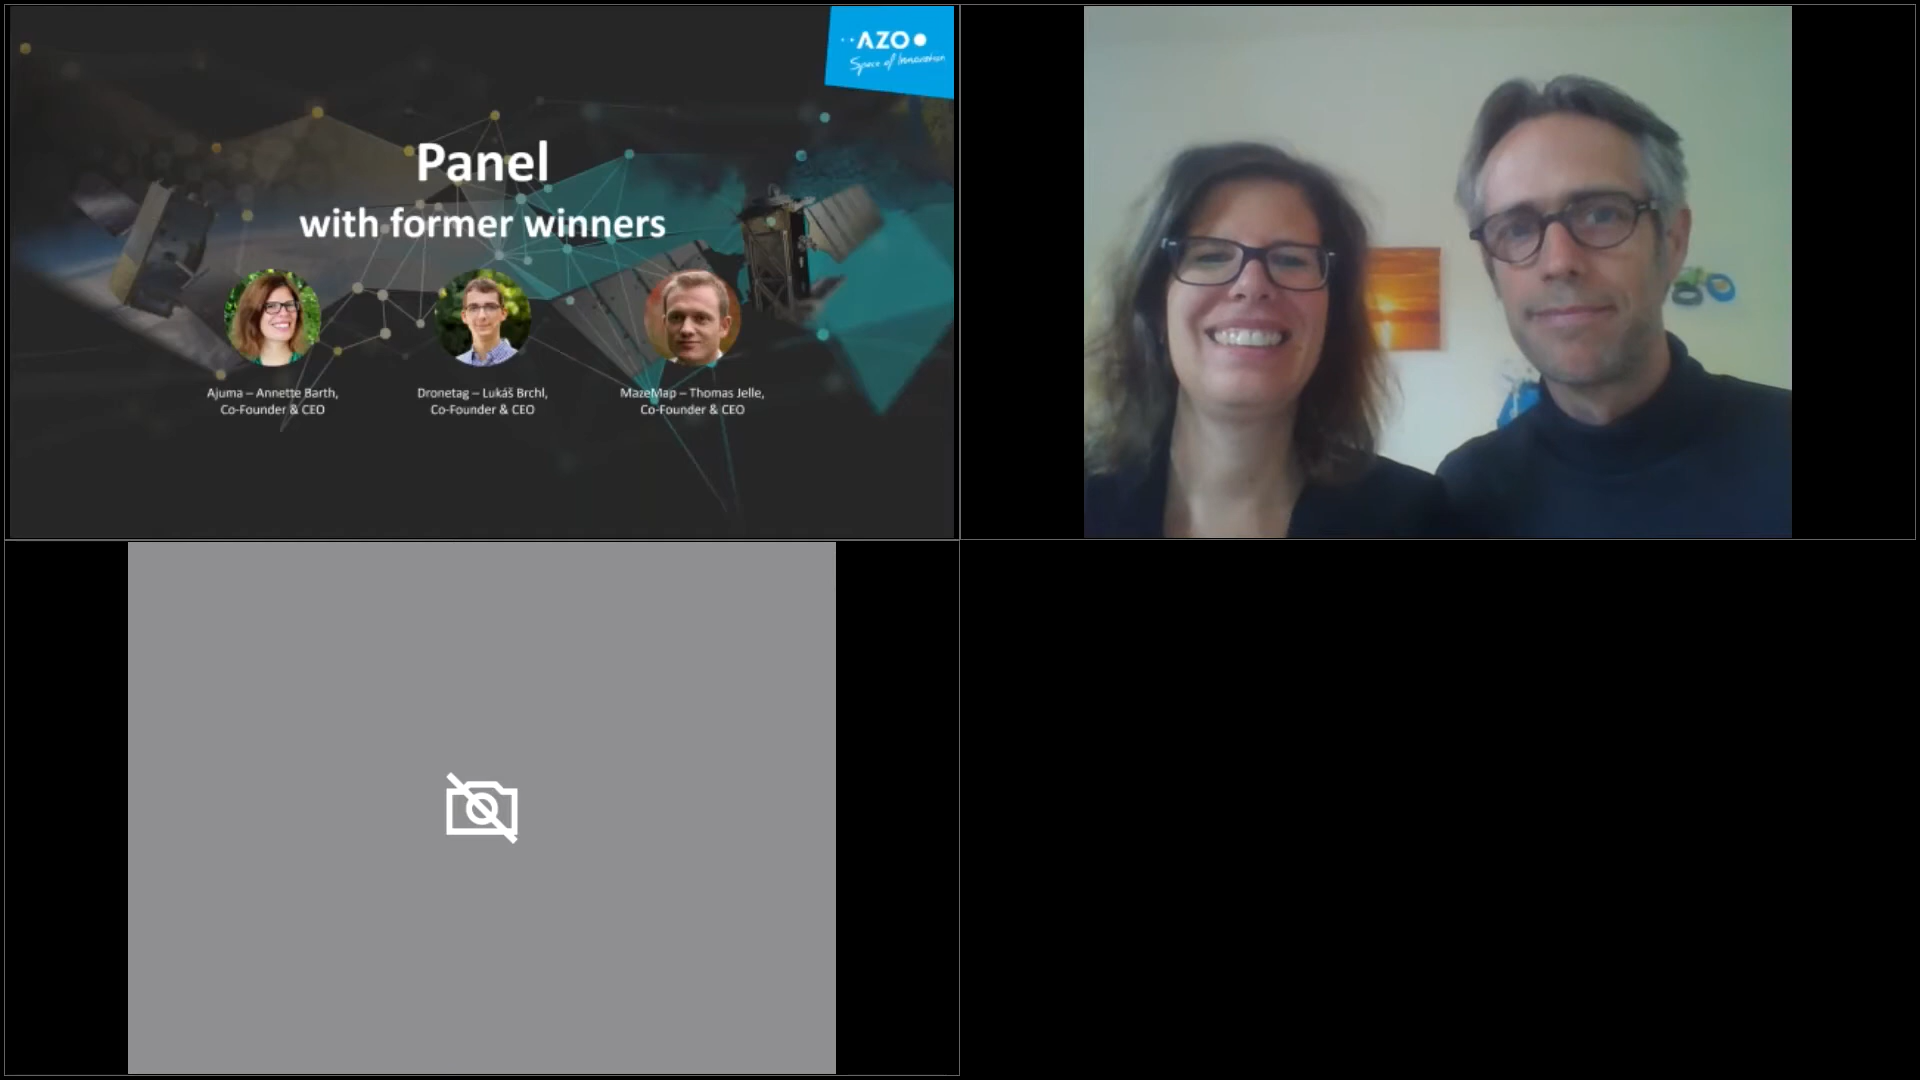 AZO
Space of Innovation
Panel
with former winners
Ajuma – Annette Barth,
Co-Founder & CEO
Dronetag – Lukáš Brchl,
Co-Founder & CEO
MazeMap – Thomas Jelle,
Co-Founder & CEO